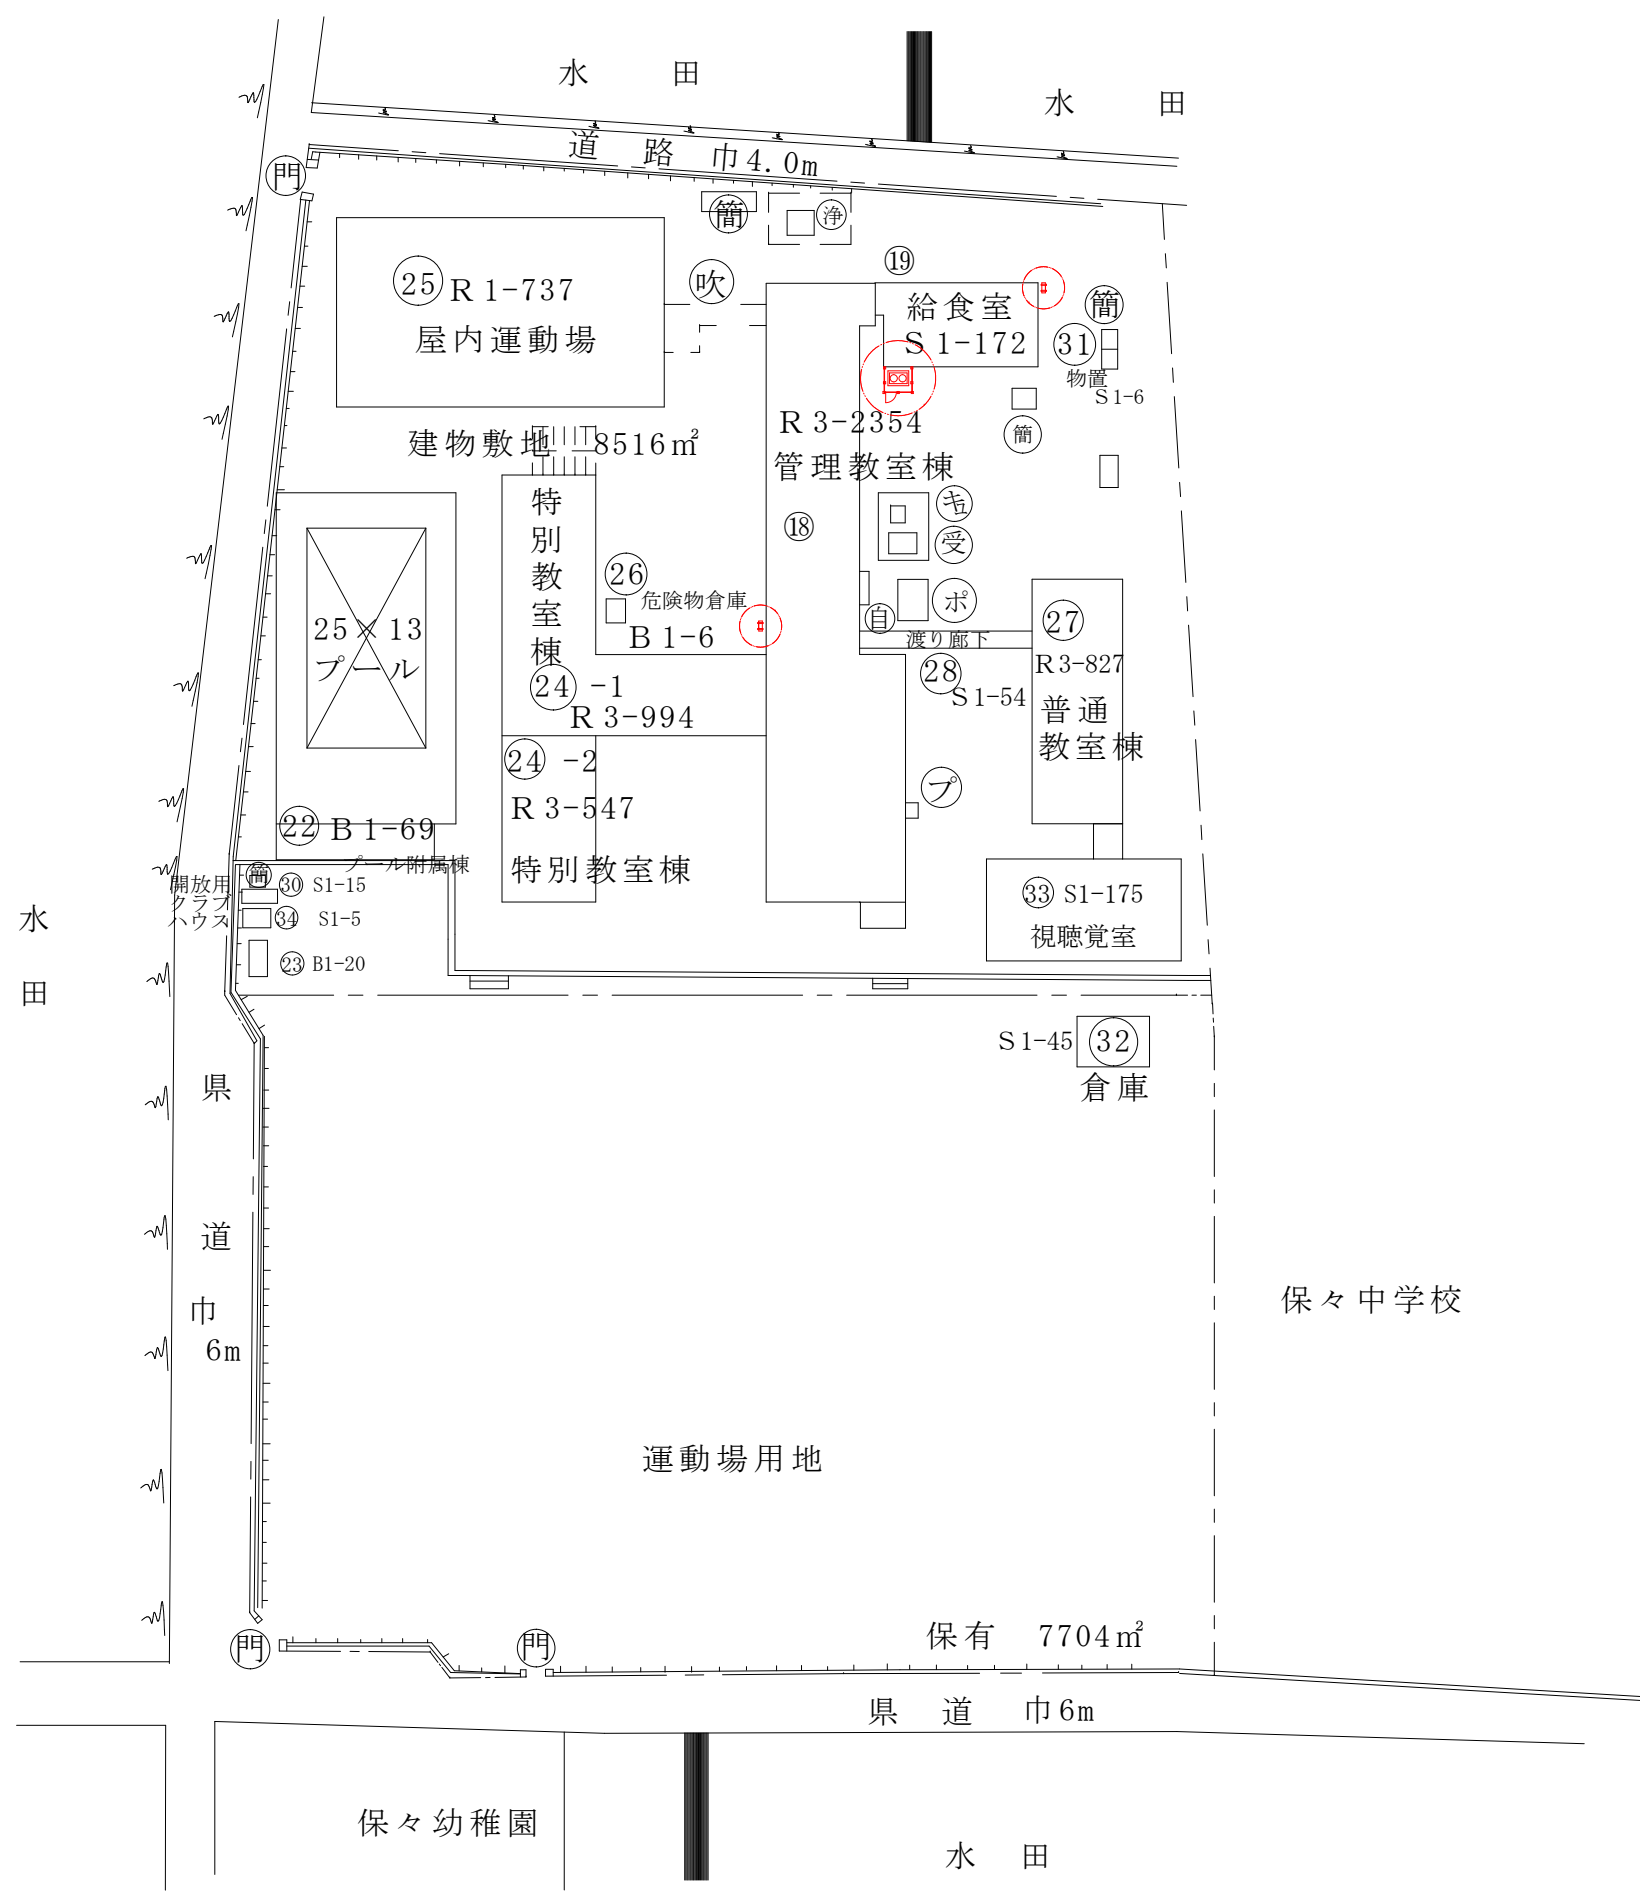 水 田
水 田
道 路 巾4.0m
門
簡
浄
⑲
25 R1-737
屋内運動場
吹
給食室
S1-172
簡
31
物置
S1-6
簡
R3-2354
管理教室棟
建物敷地 8516㎡
特別教室棟
⑱
受
26
危険物倉庫
B1-6
自
ポ
渡り廊下
28
S1-54
27
R3-827
普通
教室棟
25×13
プール
24 -1
R3-994
24 -2
R3-547
特別教室棟
プ
22 B1-69
プール附属棟
簡
開放用
クラブ
ハウス
30 S1-15
34 S1-5
23 B1-20
33 S1-175
視聴覚室
水
田
S1-45 32
倉庫
県
道
巾
6m
保々中学校
運動場用地
保有 7704㎡
門
門
県 道 巾6m
保々幼稚園
水 田